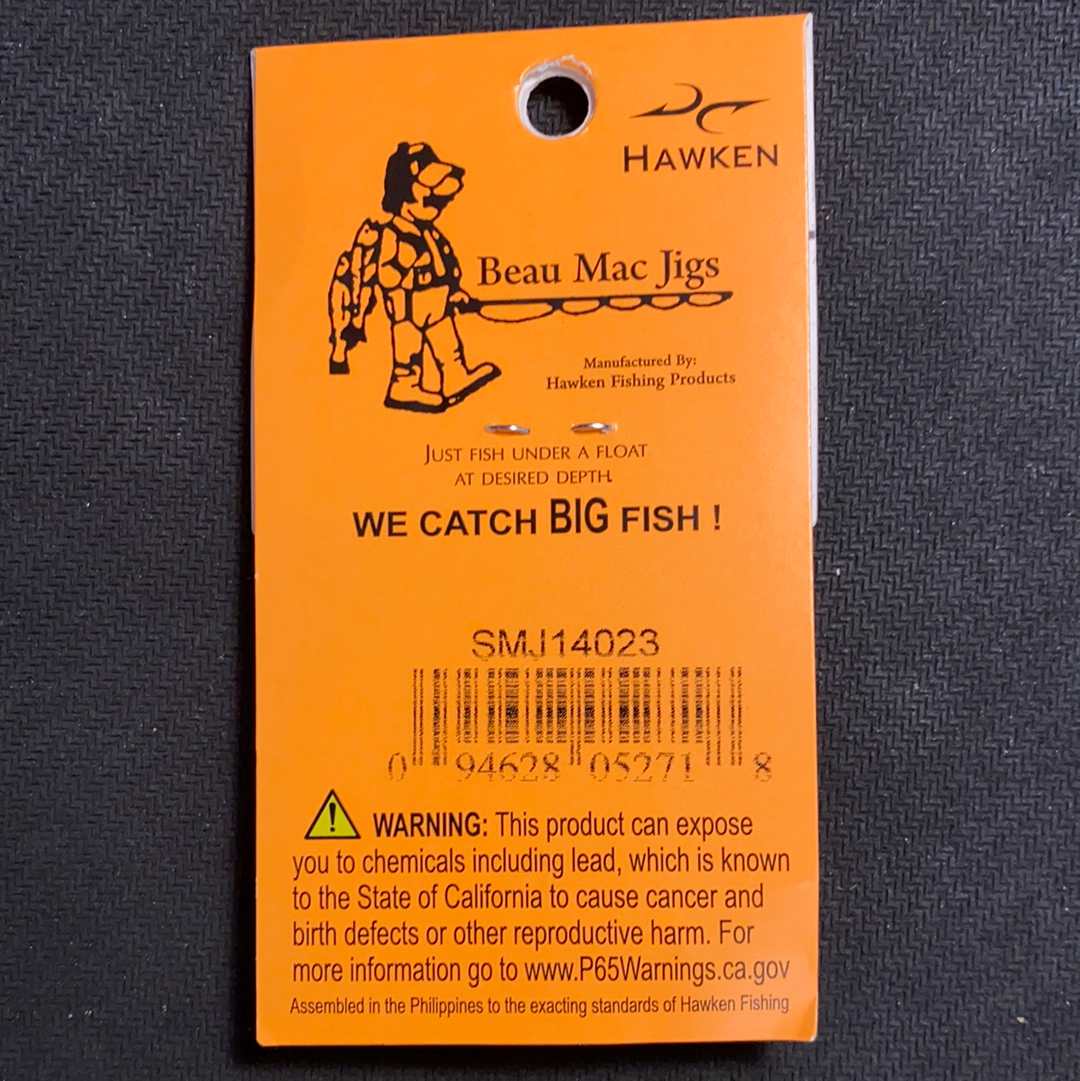 HAWKEN
Beau Mac Jigs
Manufactured By:
Hawken Fishing Products
JUST FISH UNDER A FLOAT
AT DESIRED DEPTH.
WE CATCH BIG FISH !
SMJ14023
0 94628 05271 8
WARNING: This product can expose
you to chemicals including lead, which is known
to the State of California to cause cancer and
birth defects or other reproductive harm. For
more information go to www.P65Warnings.ca.gov
Assembled in the Philippines to the exacting standards of Hawken Fishing